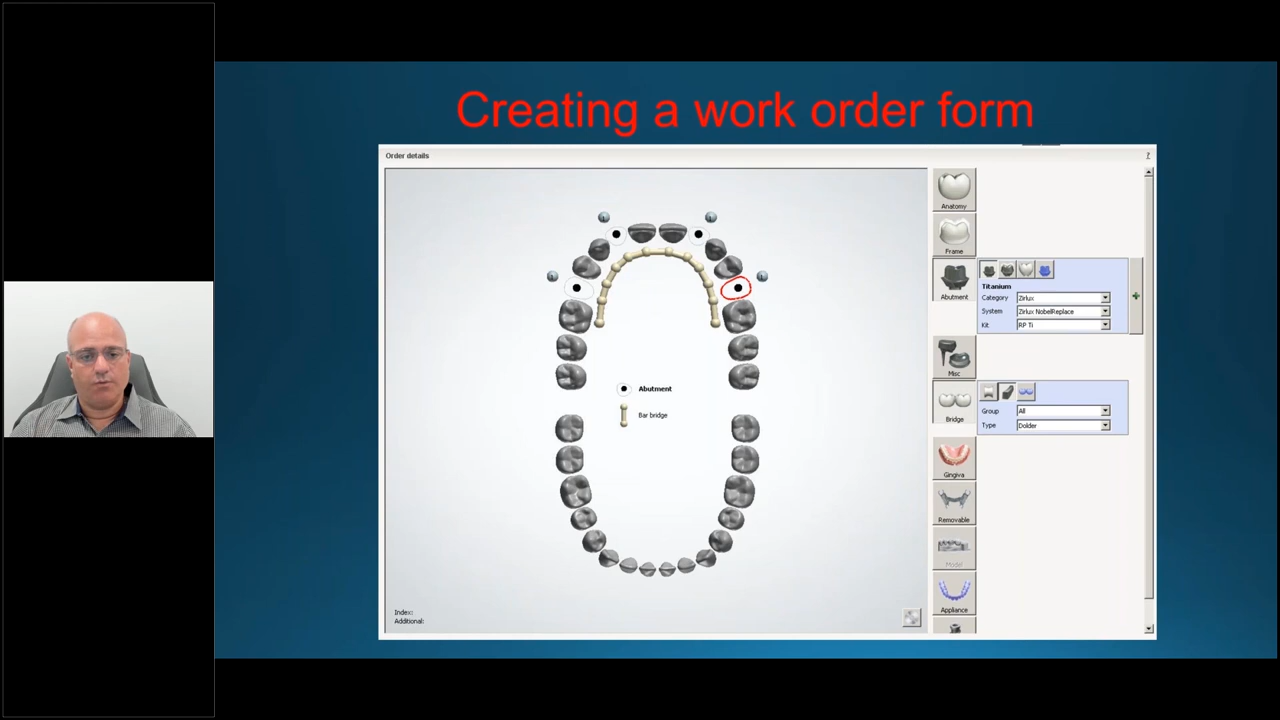 Creating a work order form
Order details
?
Anatomy
Frame
Abutment
Titanium
Category Zirlux
System Zirlux NobelReplace
Kit: RP Ti
Misc
Abutment
Bar bridge
Bridge
Group All
Type Dolder
Gingiva
Removable
Model
Appliance
Index:
Additional: